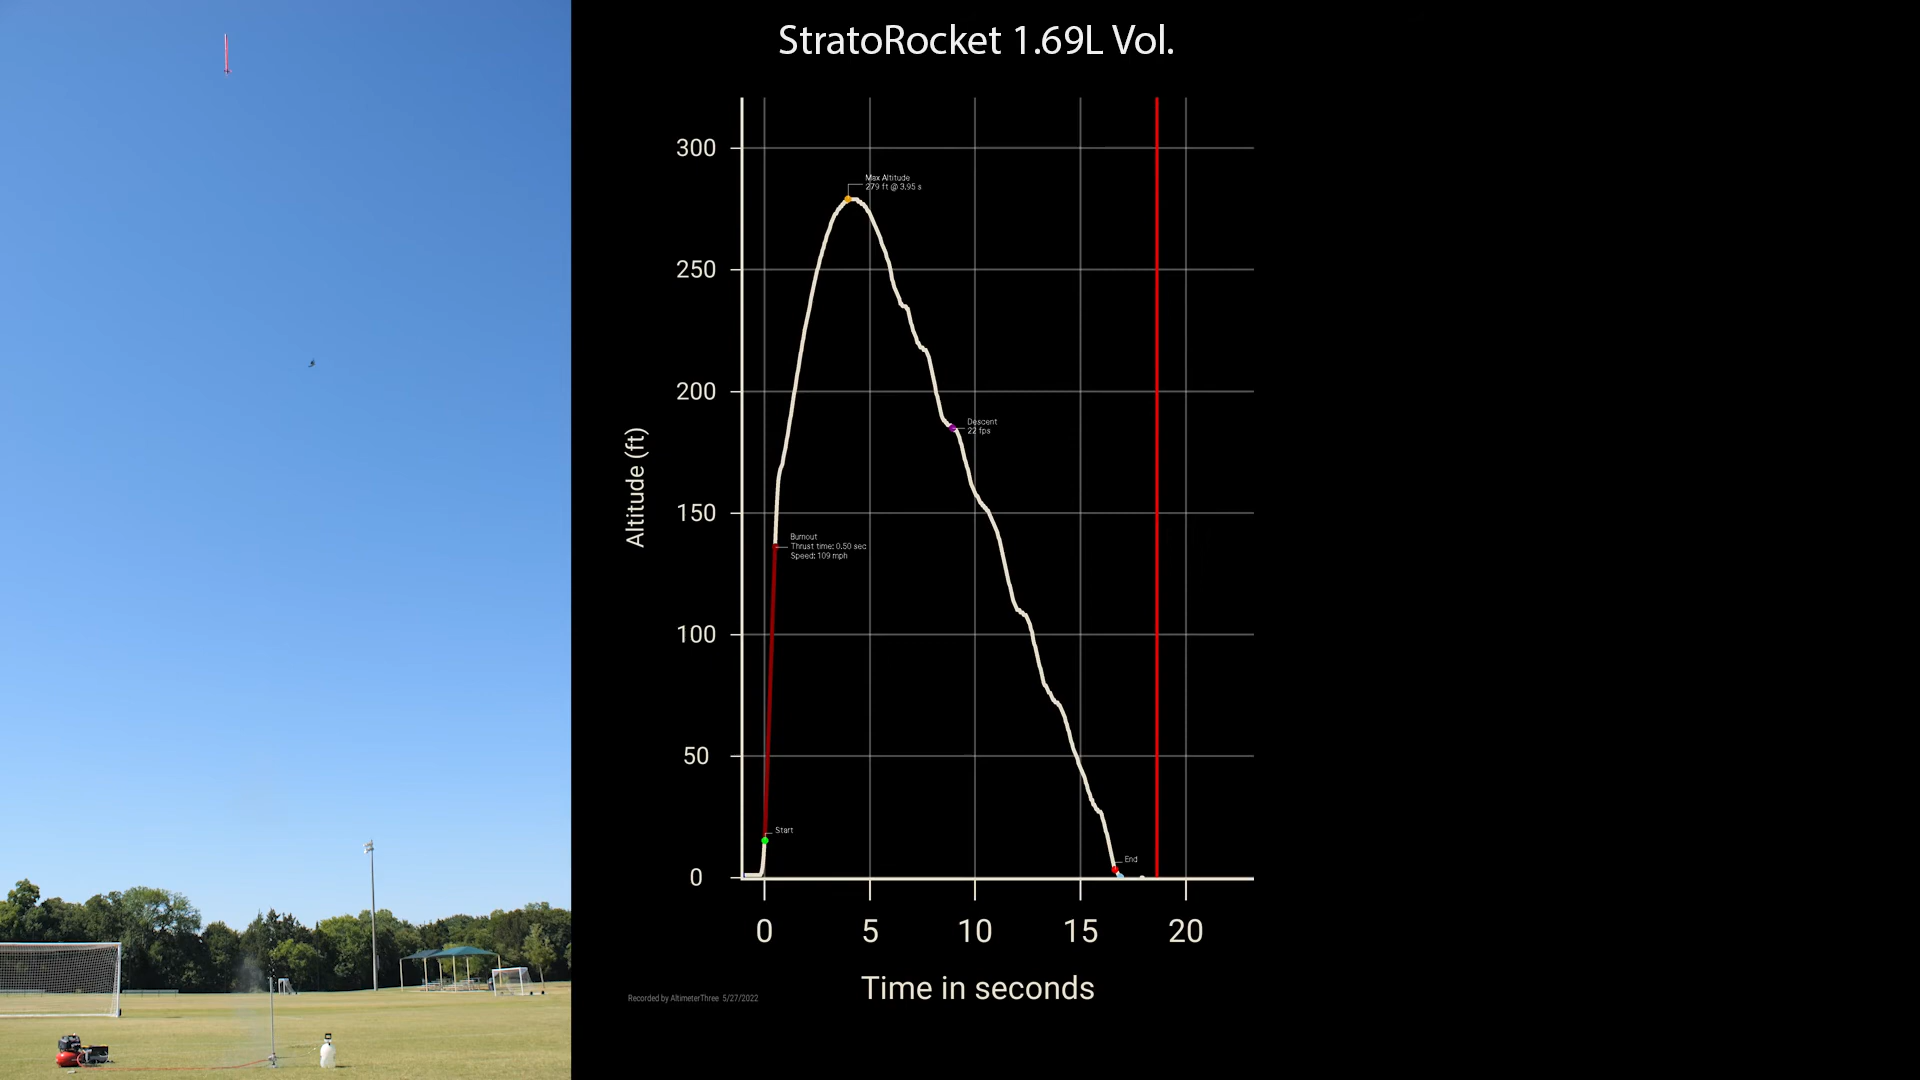 StratoRocket 1.69L Vol.
300
Max Altitude
279 ft @ 3.95 s
250
200
Descent
22 fps
Altitude (ft)
150
Burnout
Thrust time: 0.50 sec
Speed: 109 mph
100
50
Start
End
0
0 5 10 15 20
Time in seconds
Recorded by AltimeterThree 5/27/2022